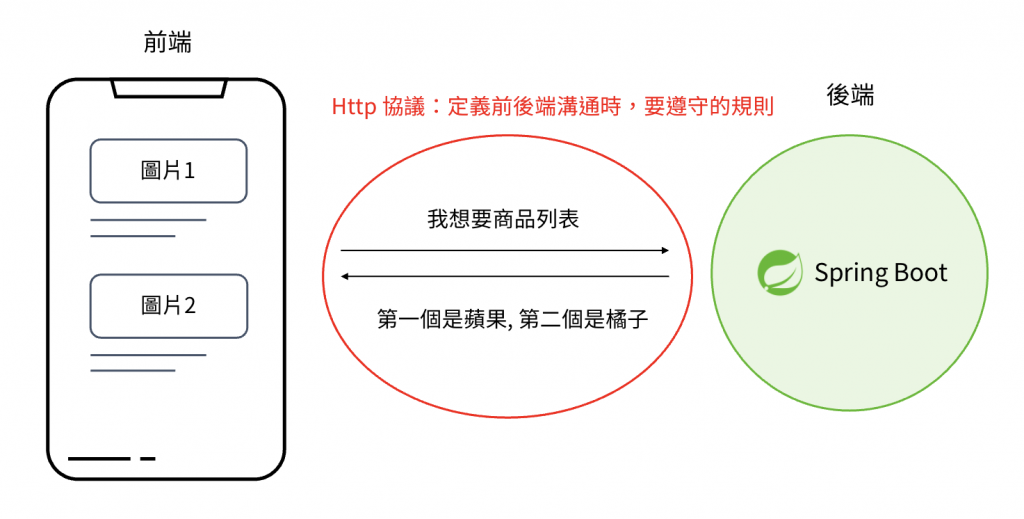 前端
圖片1
圖片2
Http 協議：定義前後端溝通時，要遵守的規則
我想要商品列表
第一個是蘋果, 第二個是橘子
後端
Spring Boot